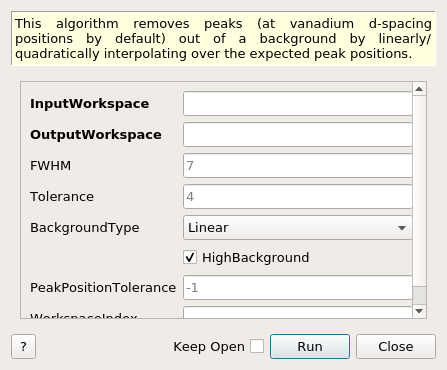 This algorithm removes peaks (at vanadium d-spacing
positions by default) out of a background by linearly/
quadratically interpolating over the expected peak positions.
InputWorkspace
OutputWorkspace
FWHM 7
Tolerance 4
BackgroundType Linear
HighBackground
PeakPositionTolerance -1
WorkspaceIndex
? Keep Open Run Close